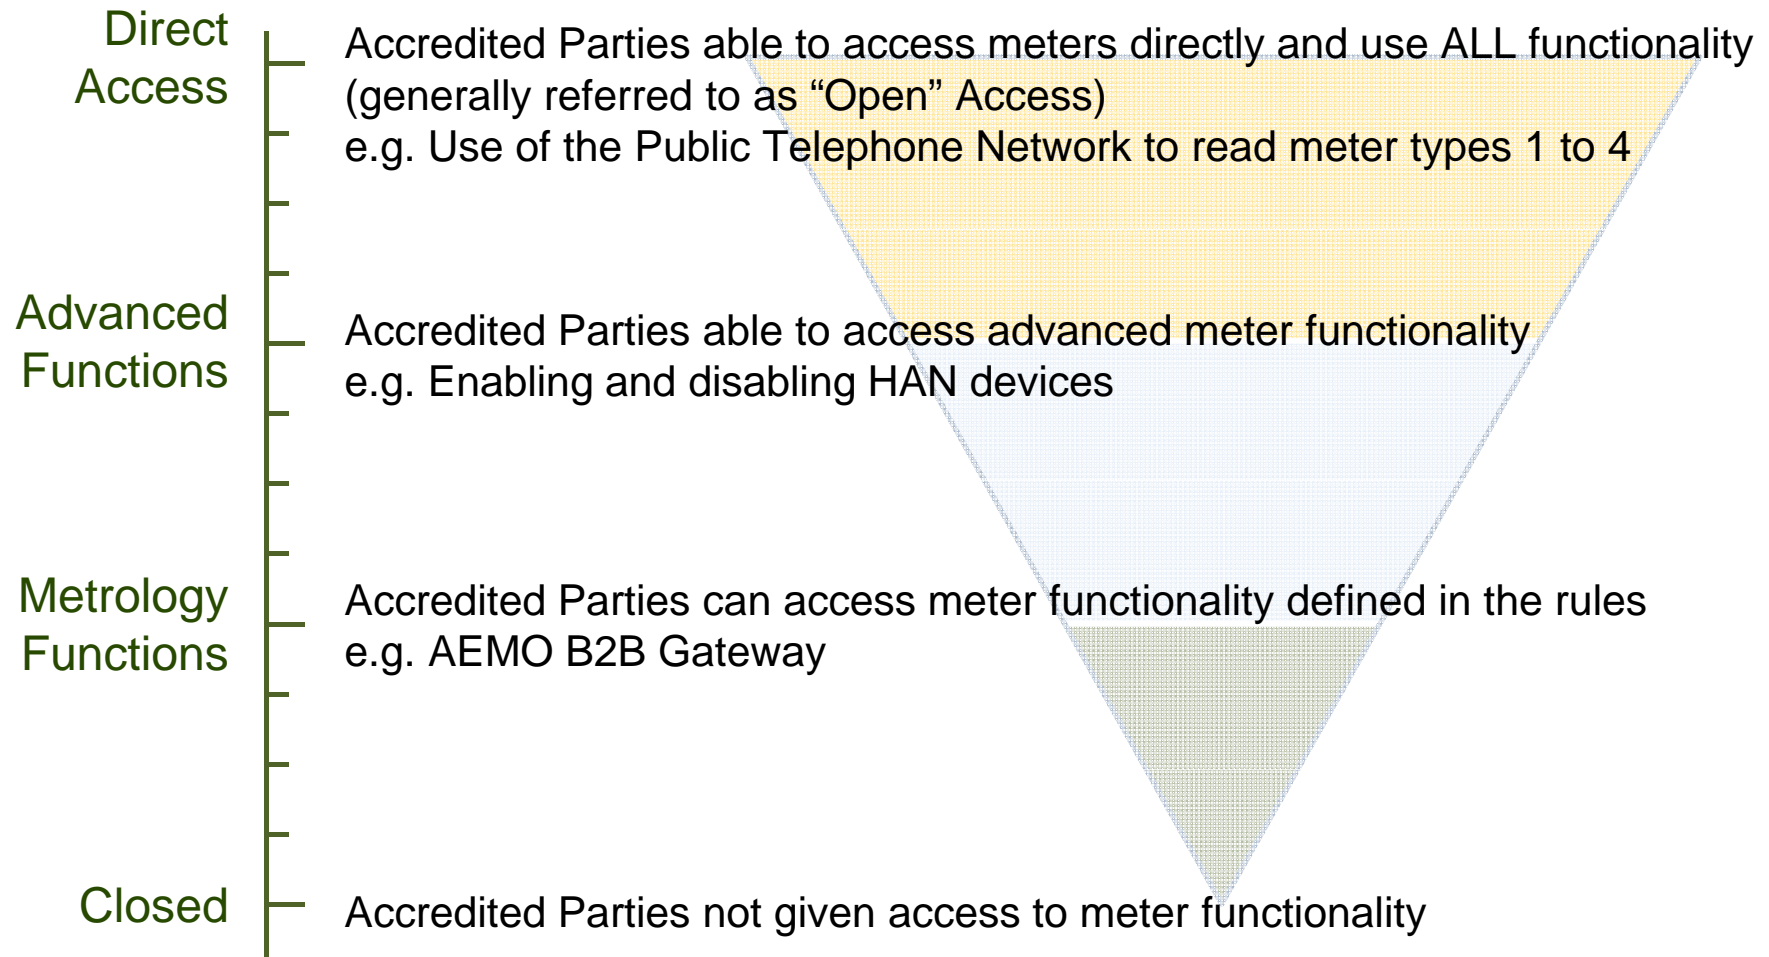 Direct
Access
Accredited Parties able to access meters directly and use ALL functionality
(generally referred to as “Open” Access)
e.g. Use of the Public Telephone Network to read meter types 1 to 4
Advanced
Functions
Accredited Parties able to access advanced meter functionality
e.g. Enabling and disabling HAN devices
Metrology
Functions
Accredited Parties can access meter functionality defined in the rules
e.g. AEMO B2B Gateway
Closed
Accredited Parties not given access to meter functionality